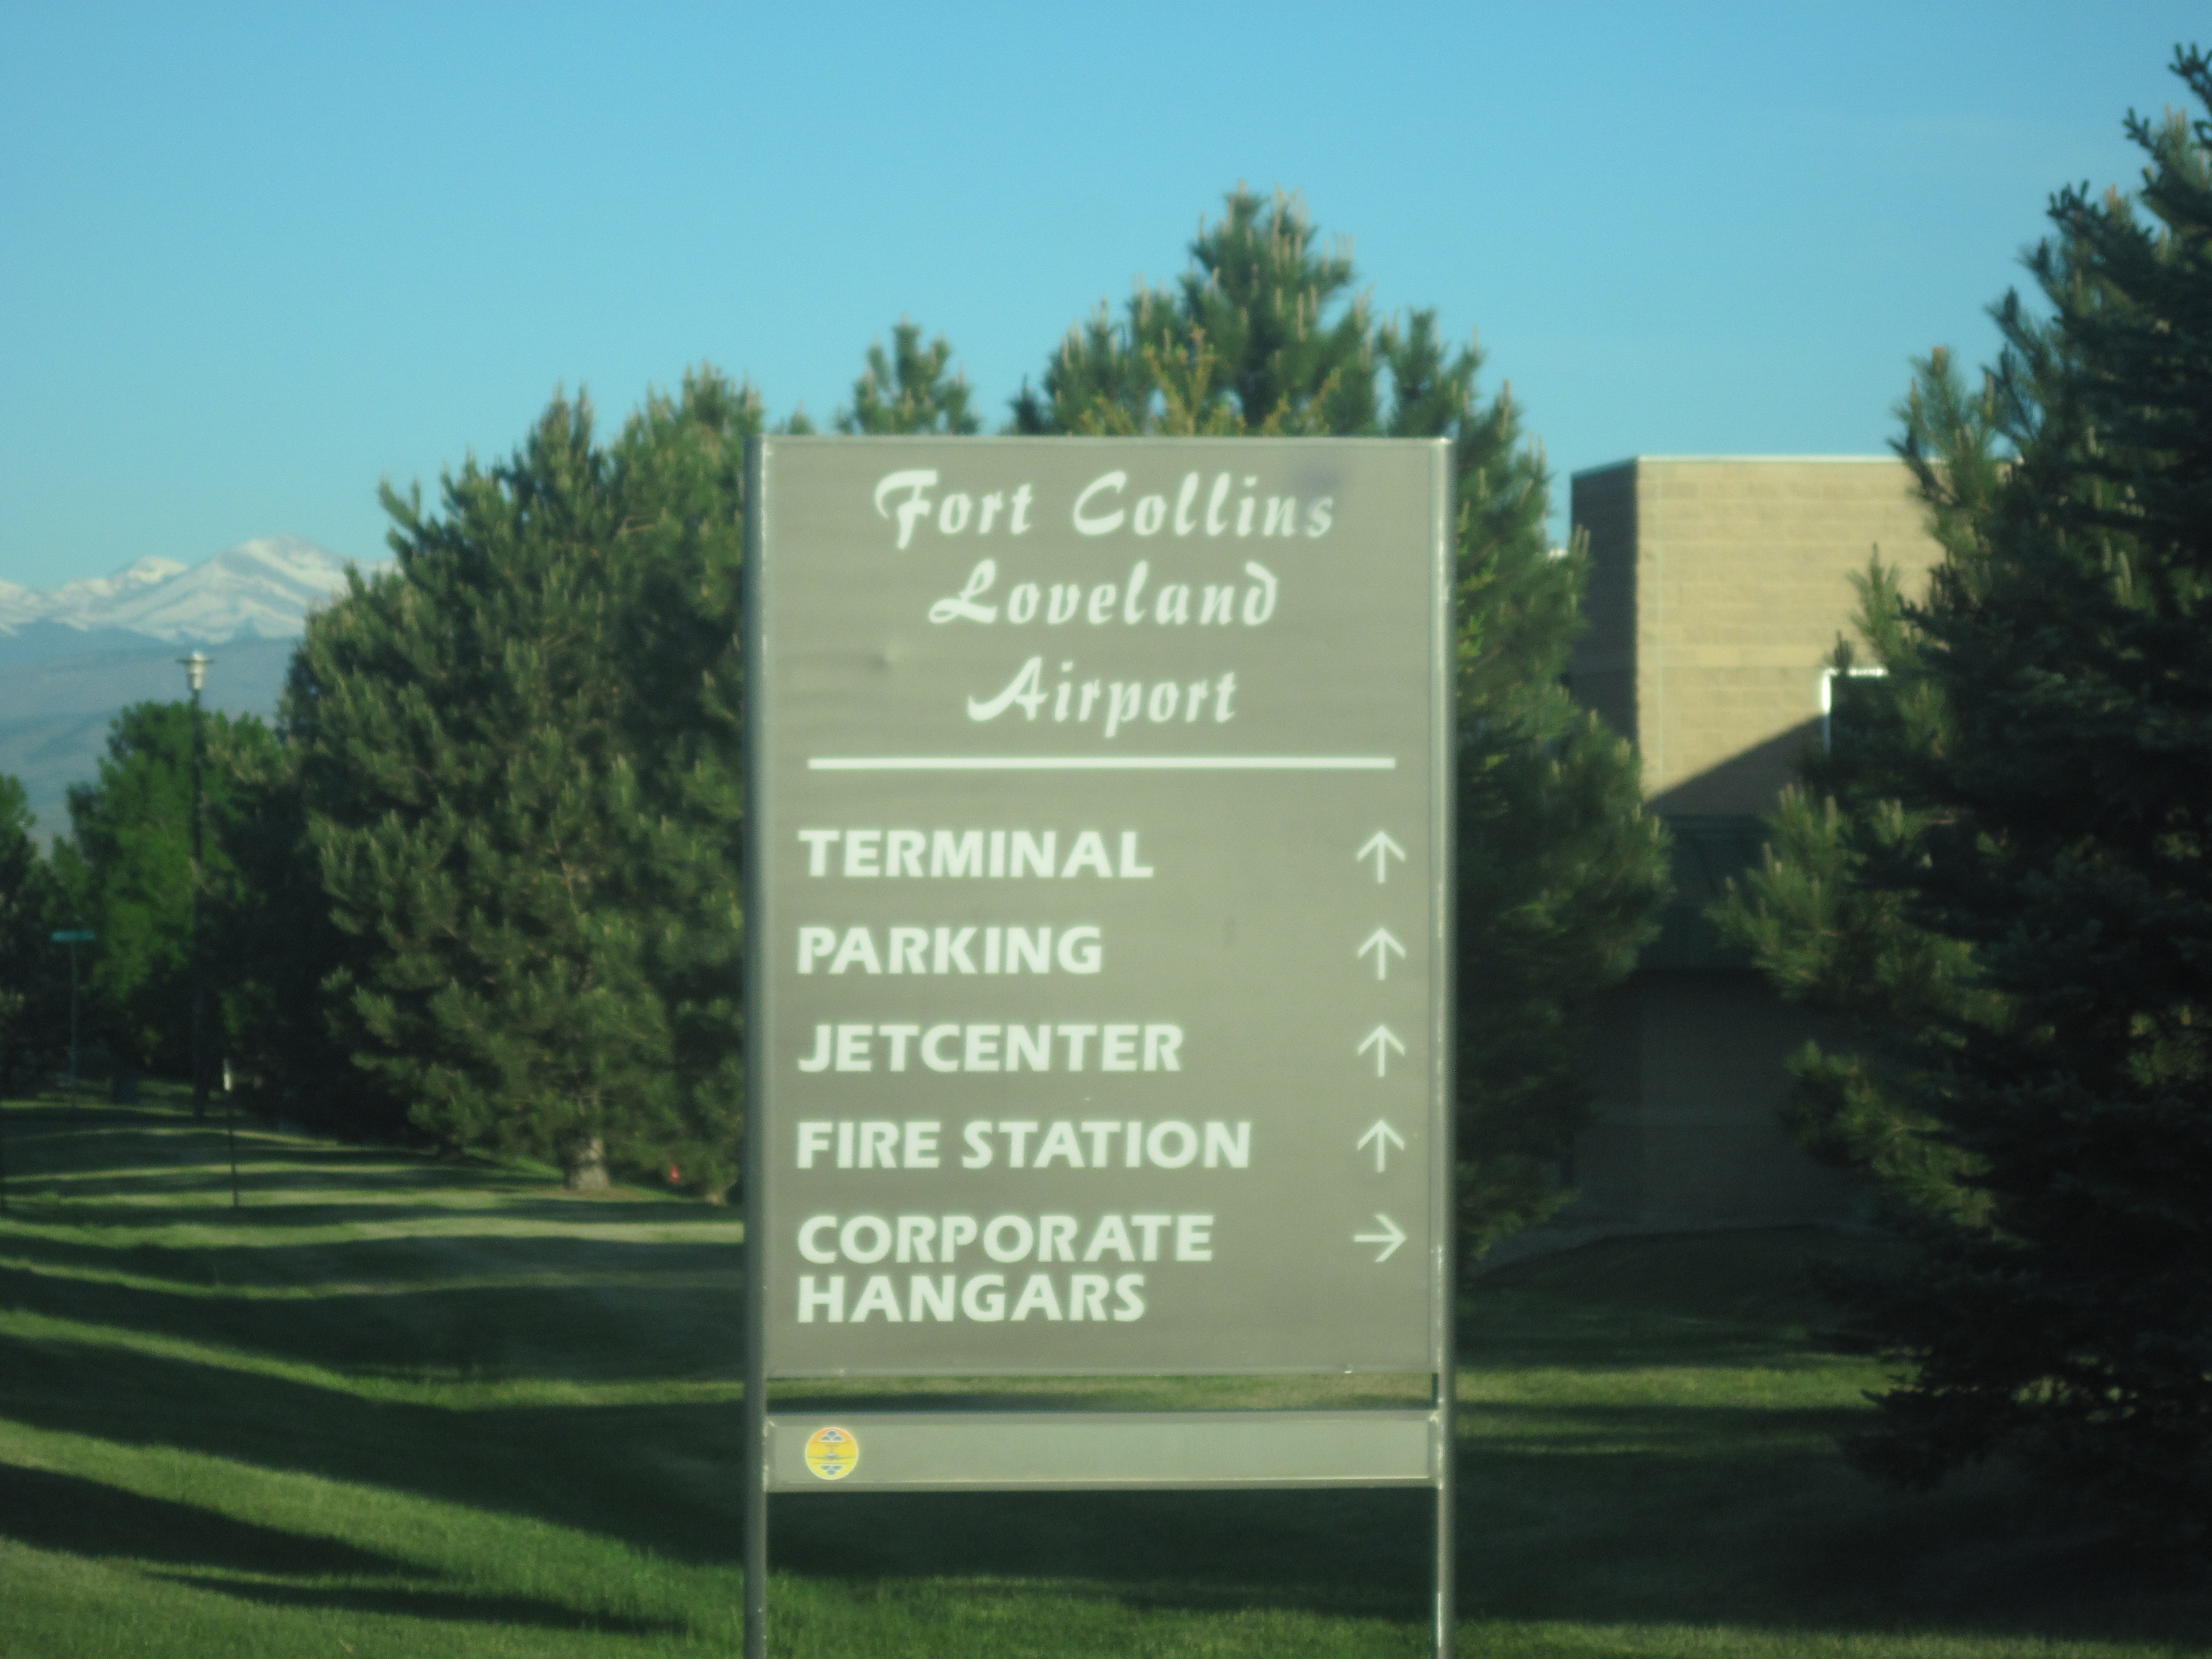 Fort Collins
Loveland
Airport
TERMINAL ↑
PARKING ↑
JETCENTER ↑
FIRE STATION ↑
CORPORATE →
HANGARS